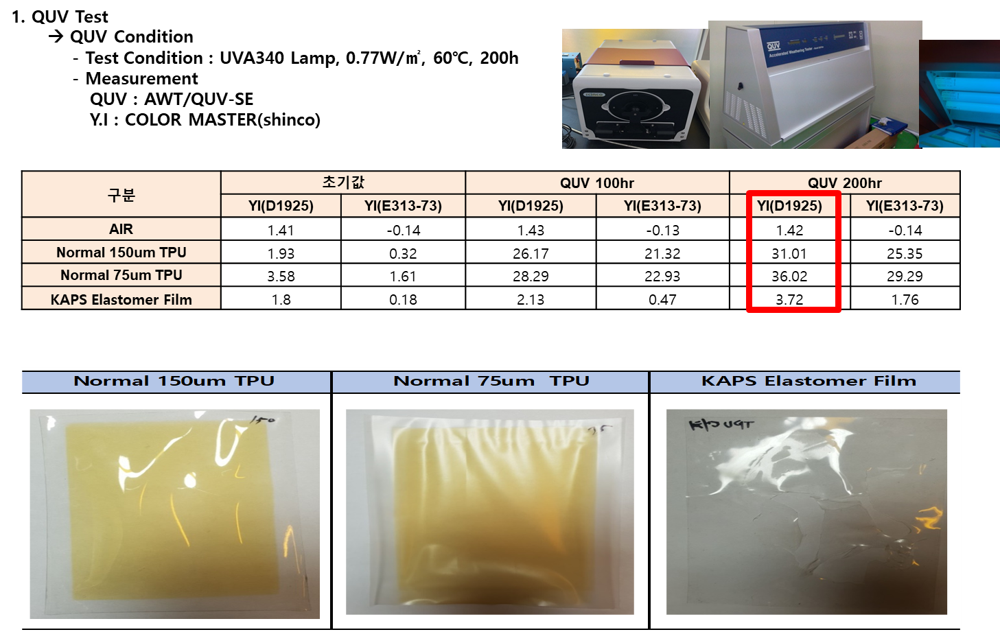 1. QUV Test
→ QUV Condition
- Test Condition : UVA340 Lamp, 0.77W/㎡, 60℃, 200h
- Measurement
QUV : AWT/QUV-SE
Y.I : COLOR MASTER(shinco)
QUV
Accelerated Weathering Tester
구분 초기값 QUV 100hr QUV 200hr
YI(D1925) YI(E313-73) YI(D1925) YI(E313-73) YI(D1925) YI(E313-73)
AIR 1.41 -0.14 1.43 -0.13 1.42 -0.14
Normal 150um TPU 1.93 0.32 26.17 21.32 31.01 25.35
Normal 75um TPU 3.58 1.61 28.29 22.93 36.02 29.29
KAPS Elastomer Film 1.8 0.18 2.13 0.47 3.72 1.76
Normal 150um TPU Normal 75um TPU KAPS Elastomer Film
150 75